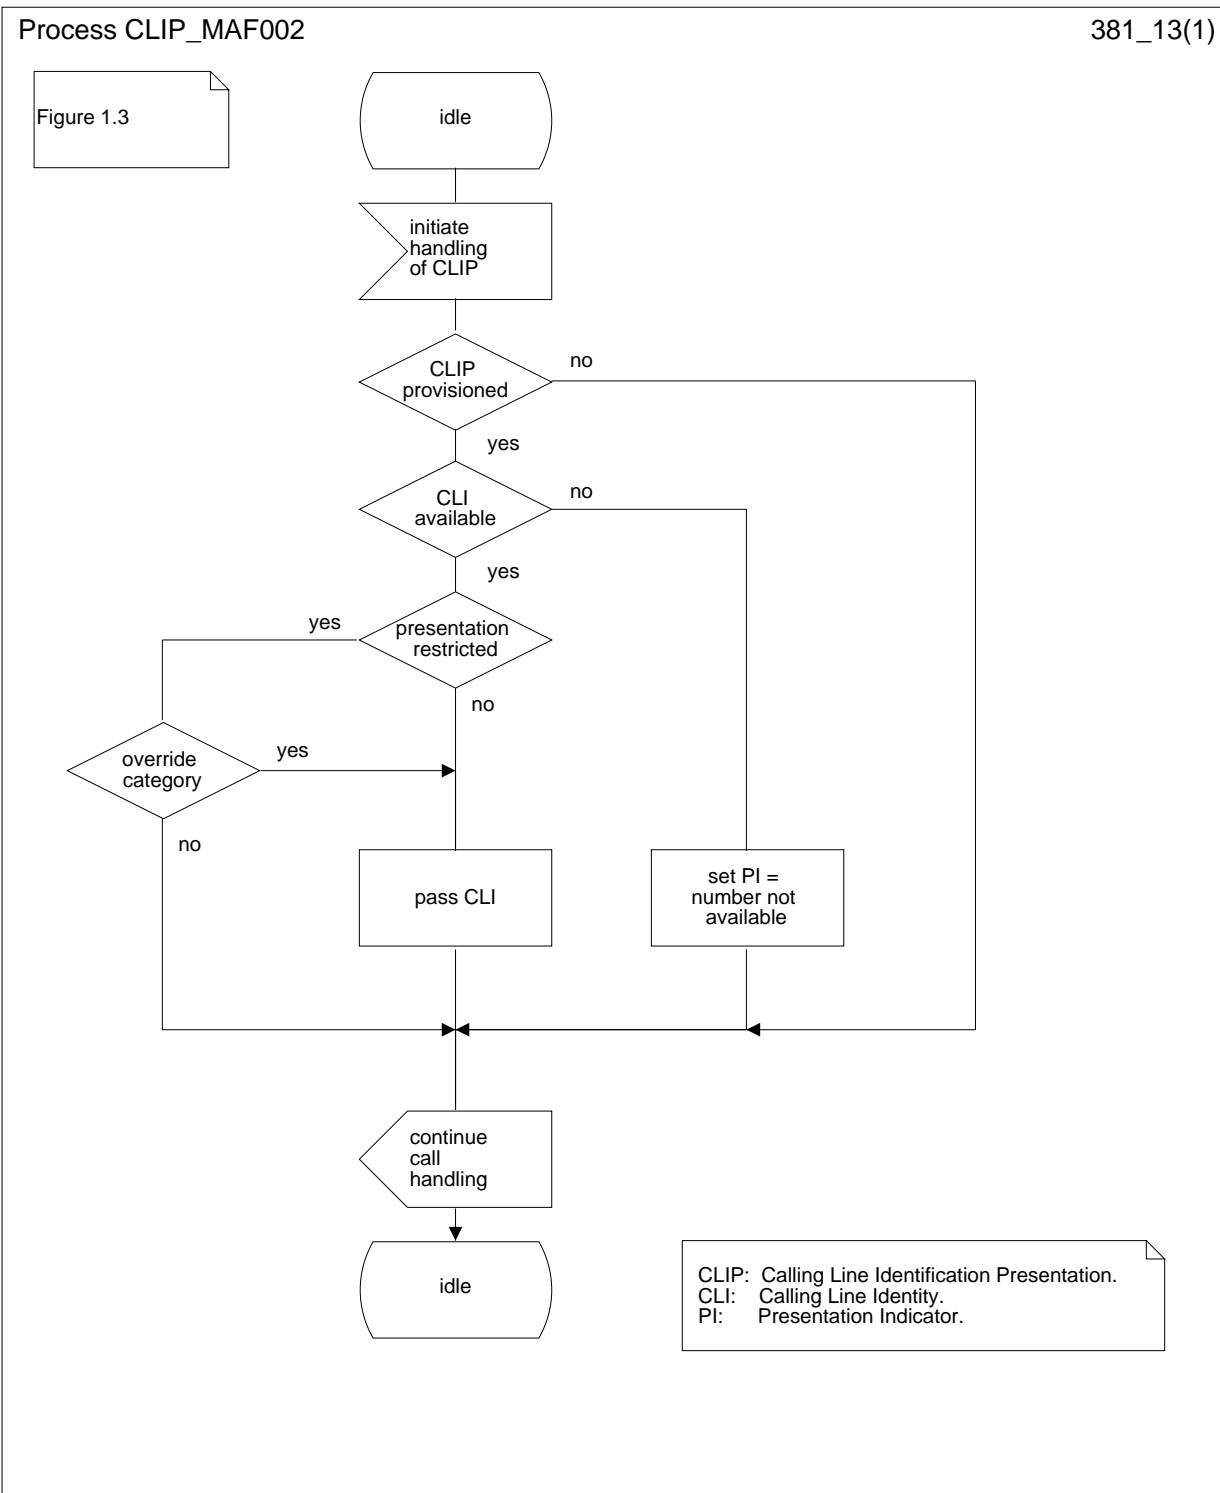 Process CLIP_MAF002
381_13(1)
Figure 1.3
idle
initiate
handling
of CLIP
CLIP
provisioned
no
yes
CLI
available
no
yes
presentation
restricted
yes
no
override
category
yes
no
pass CLI
set PI =
number not
available
continue
call
handling
idle
CLIP: Calling Line Identification Presentation.
CLI: Calling Line Identity.
PI: Presentation Indicator.